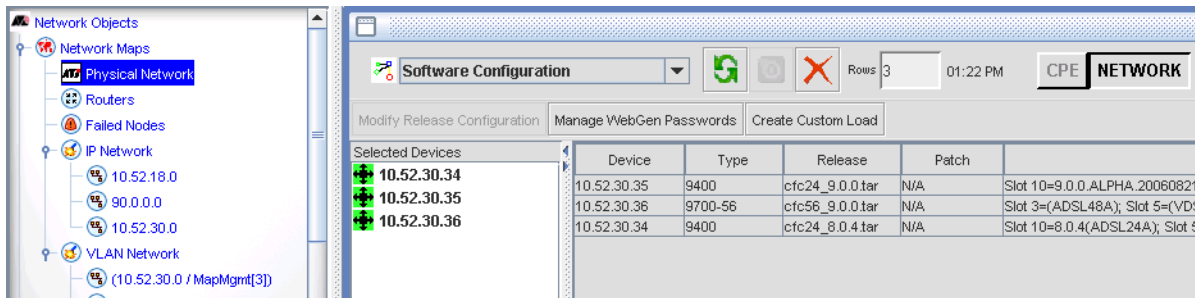 Network Objects
Network Maps
Physical Network
Routers
Failed Nodes
IP Network
10.52.18.0
90.0.0.0
10.52.30.0
VLAN Network
(10.52.30.0 / MapMgmt[3])
Software Configuration
Rows 3
01:22 PM
CPE NETWORK
Modify Release Configuration Manage WebGen Passwords Create Custom Load
Selected Devices
10.52.30.34
10.52.30.35
10.52.30.36
Device Type Release Patch
10.52.30.35 9400 cfc24_9.0.0.tar N/A Slot 10=9.0.0.ALPHA.20060821
10.52.30.36 9700-56 cfc56_9.0.0.tar N/A Slot 3=(ADSL48A); Slot 5=(VDS
10.52.30.34 9400 cfc24_8.0.4.tar N/A Slot 10=8.0.4(ADSL24A); Slot 5